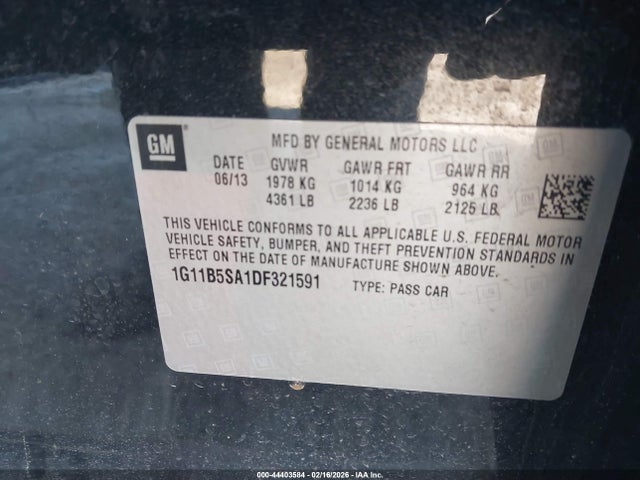 GM
MFD BY GENERAL MOTORS LLC
DATE GVWR GAWR FRT GAWR RR
06/13 1978 KG 1014 KG 964 KG
4361 LB 2236 LB 2125 LB
THIS VEHICLE CONFORMS TO ALL APPLICABLE U.S. FEDERAL MOTOR
VEHICLE SAFETY, BUMPER, AND THEFT PREVENTION STANDARDS IN
EFFECT ON THE DATE OF MANUFACTURE SHOWN ABOVE.
1G11B5SA1DF321591 TYPE: PASS CAR
000-44403584 - 02/16/2026 - IAA Inc.